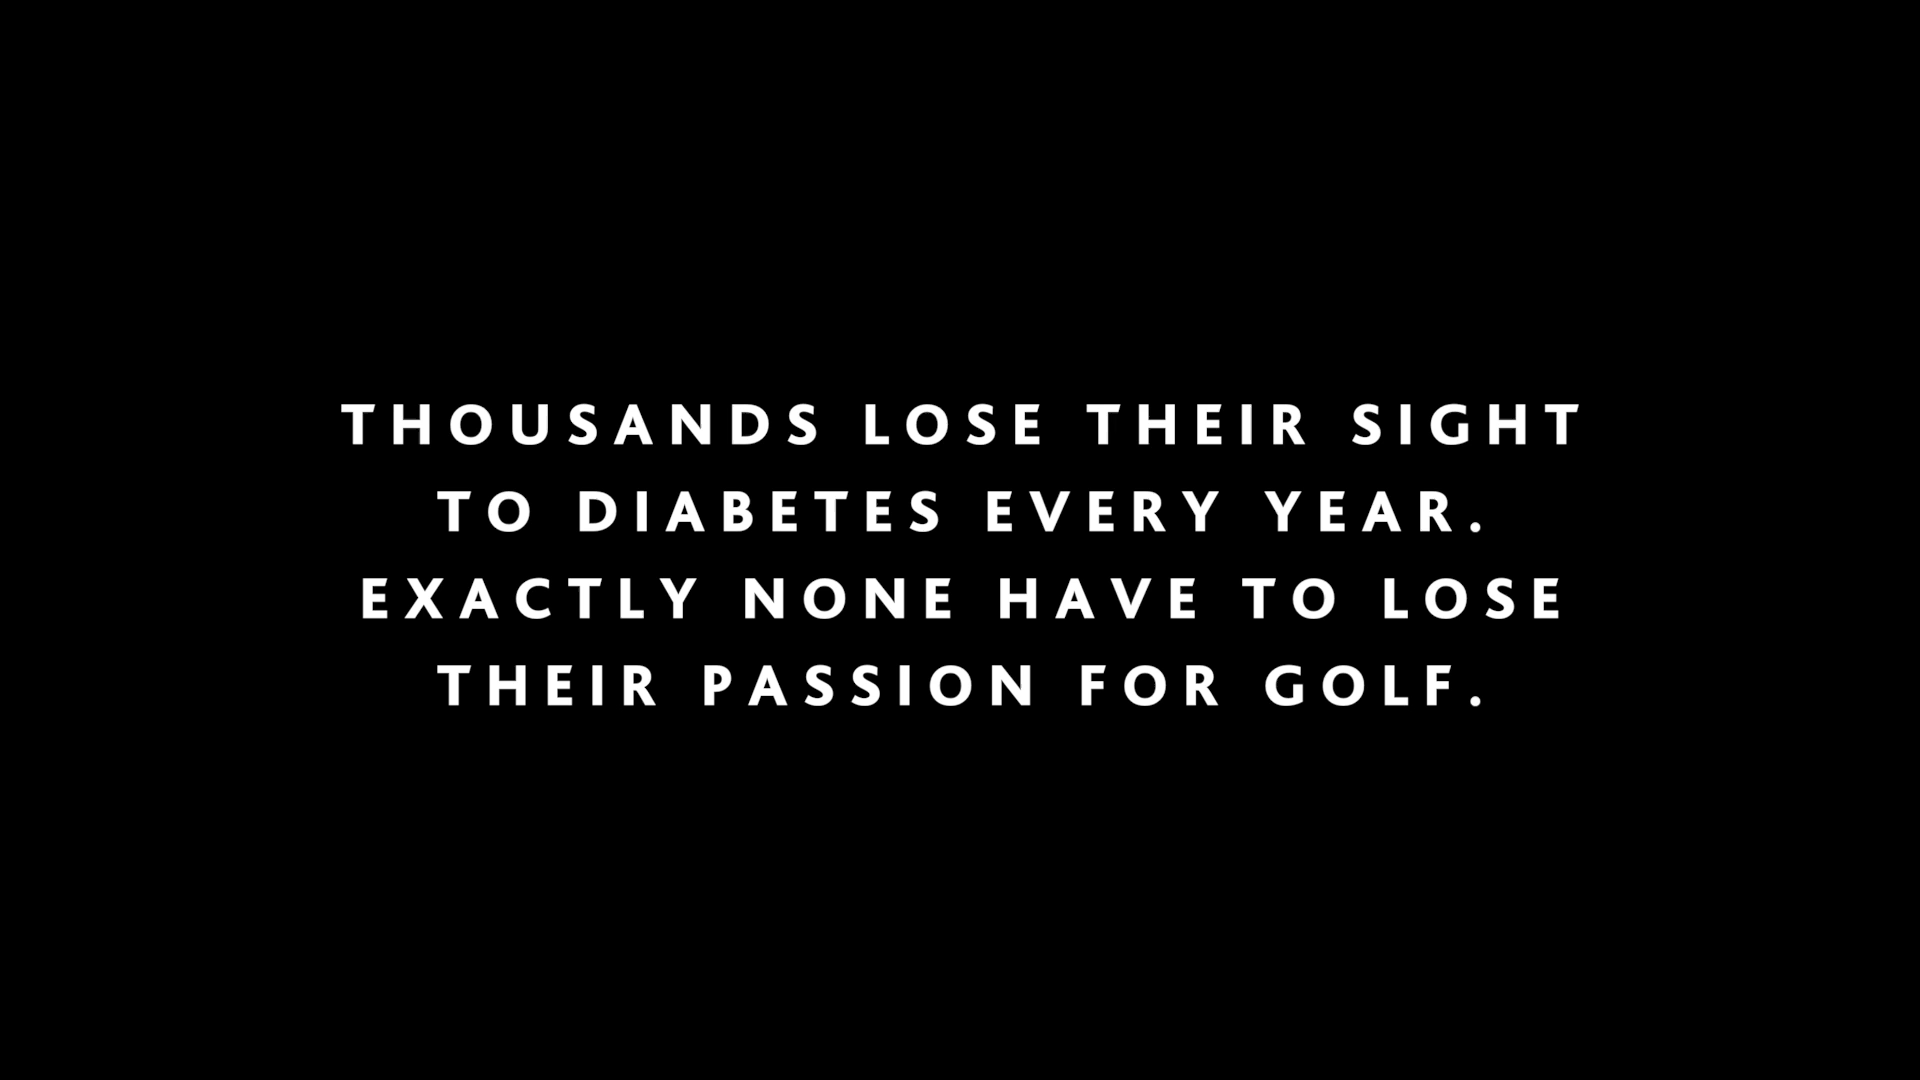 THOUSANDS LOSE THEIR SIGHT
TO DIABETES EVERY YEAR.
EXACTLY NONE HAVE TO LOSE
THEIR PASSION FOR GOLF.